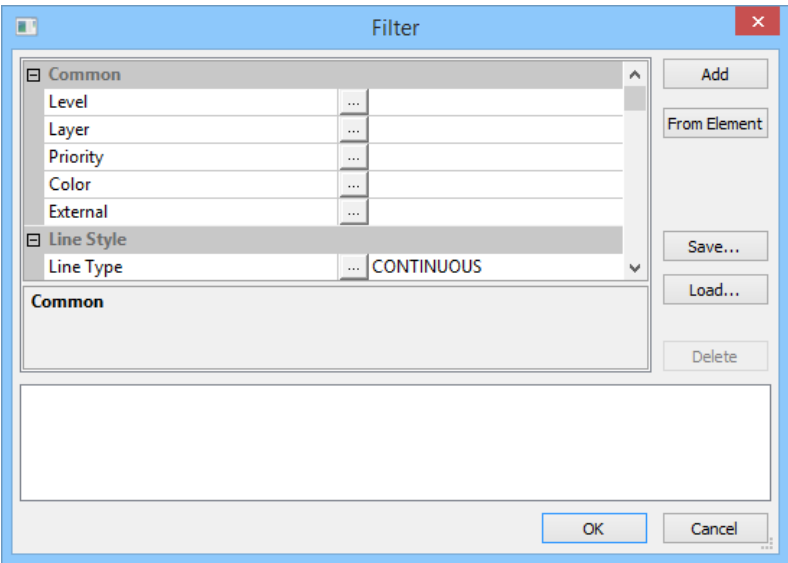 Filter
Common
Level ...
Layer ...
Priority ...
Color ...
External ...
Line Style
Line Type ... CONTINUOUS
Common
Add
From Element
Save...
Load...
Delete
OK
Cancel